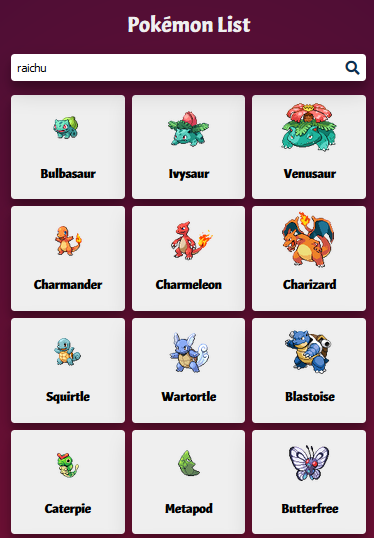 Pokémon List
raichu
Bulbasaur Ivysaur Venusaur
Charmander Charmeleon Charizard
Squirtle Wartortle Blastoise
Caterpie Metapod Butterfree